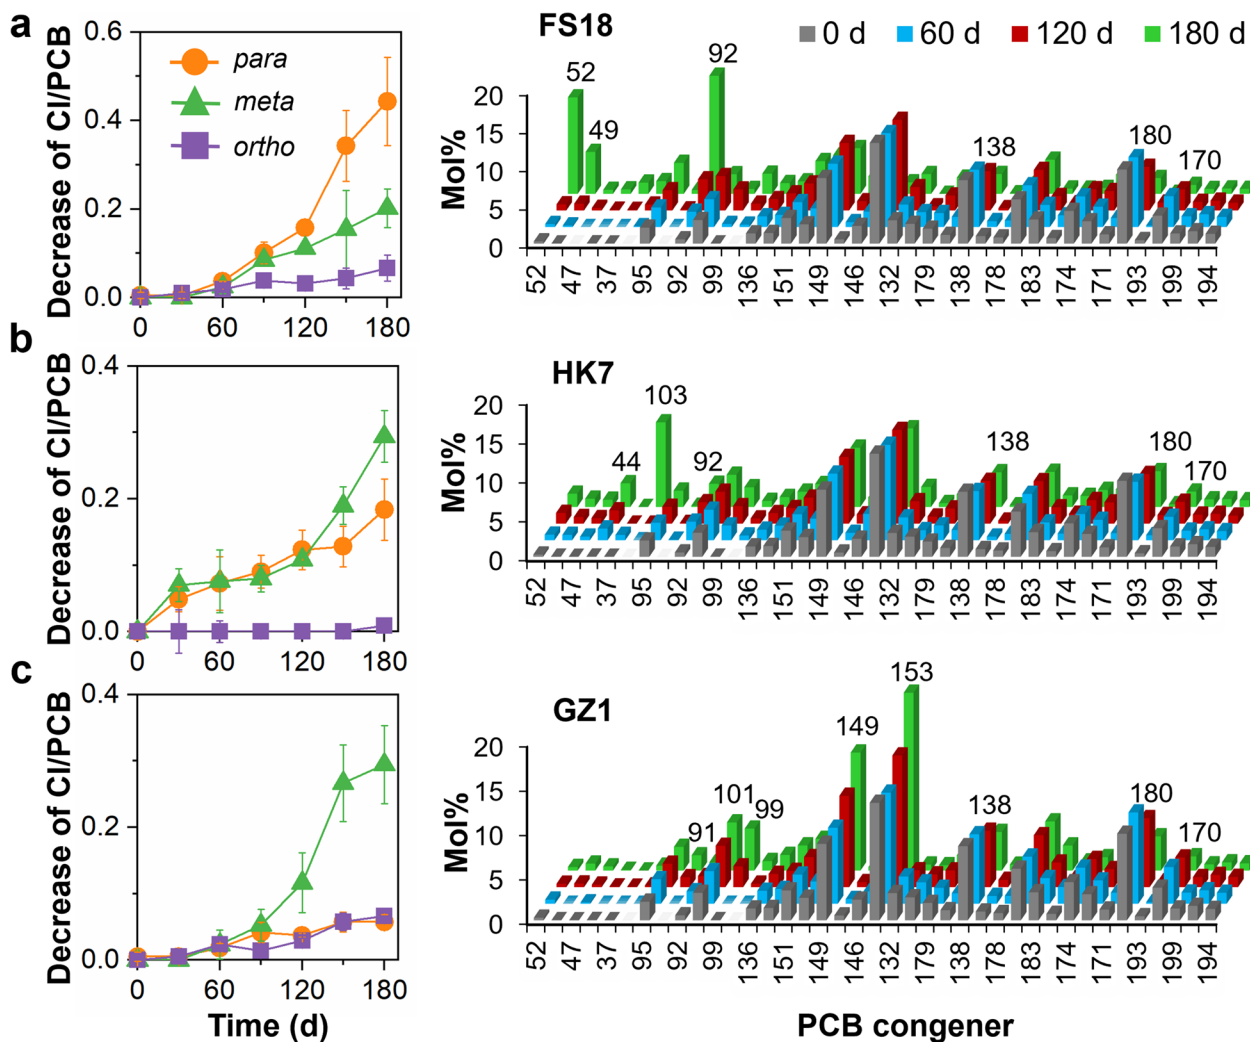 a
Decrease of Cl/PCB
0.6
0.4
0.2
0.0
para
meta
ortho
0 60 120 180
FS18
0 d 60 d 120 d 180 d
Mol%
20
15
10
5
0
52 49 92 138 180 170
52 47 37 95 92 99 136 151 149 146 132 179 138 178 183 174 171 193 199 194
b
Decrease of Cl/PCB
0.4
0.2
0.0
0 60 120 180
HK7
Mol%
20
15
10
5
0
44 103 92 138 180 170
52 47 37 95 92 99 136 151 149 146 132 179 138 178 183 174 171 193 199 194
c
Decrease of Cl/PCB
0.4
0.2
0.0
0 60 120 180
Time (d)
GZ1
Mol%
20
15
10
5
0
91 101 99 149 153 138 180 170
52 47 37 95 92 99 136 151 149 146 132 179 138 178 183 174 171 193 199 194
PCB congener